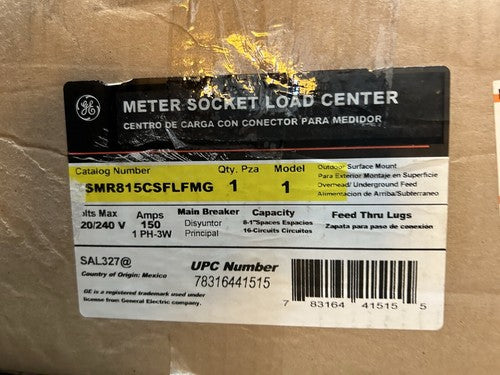 GE
METER SOCKET LOAD CENTER
CENTRO DE CARGA CON CONECTOR PARA MEDIDOR
Catalog Number Qty. Pza Model
SMR815CSFLFMG 1 1
Outdoor Surface Mount
Para Exterior Montaje en Superficie
Overhead/ Underground Feed
Alimentacion de Arriba/Subterraneo
olts Max Amps Main Breaker Capacity Feed Thru Lugs
20/240 V 150 Disyuntor 8-1"Spaces Espacios Zapata para paso de conexión
1 PH-3W Principal 16-Circuits Circuitos
SAL327@
Country of Origin: Mexico
GE is a registered trademark used under
license from General Electric company.
UPC Number
78316441515
7 83164 41515 5